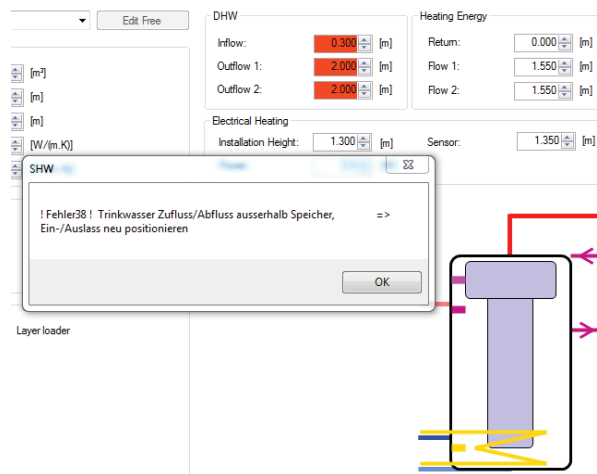 Edit Free
[m³]
[m]
[m]
[W/(m.K)]
DHW
Inflow: 0.300 [m]
Outflow 1: 2.000 [m]
Outflow 2: 2.000 [m]
Heating Energy
Return: 0.000 [m]
Flow 1: 1.550 [m]
Flow 2: 1.550 [m]
Electrical Heating
Installation Height: 1.300 [m] Sensor: 1.350 [m]
SHW
! Fehler38 ! Trinkwasser Zufluss/Abfluss ausserhalb Speicher, =>
Ein-/Auslass neu positionieren
OK
Layer loader